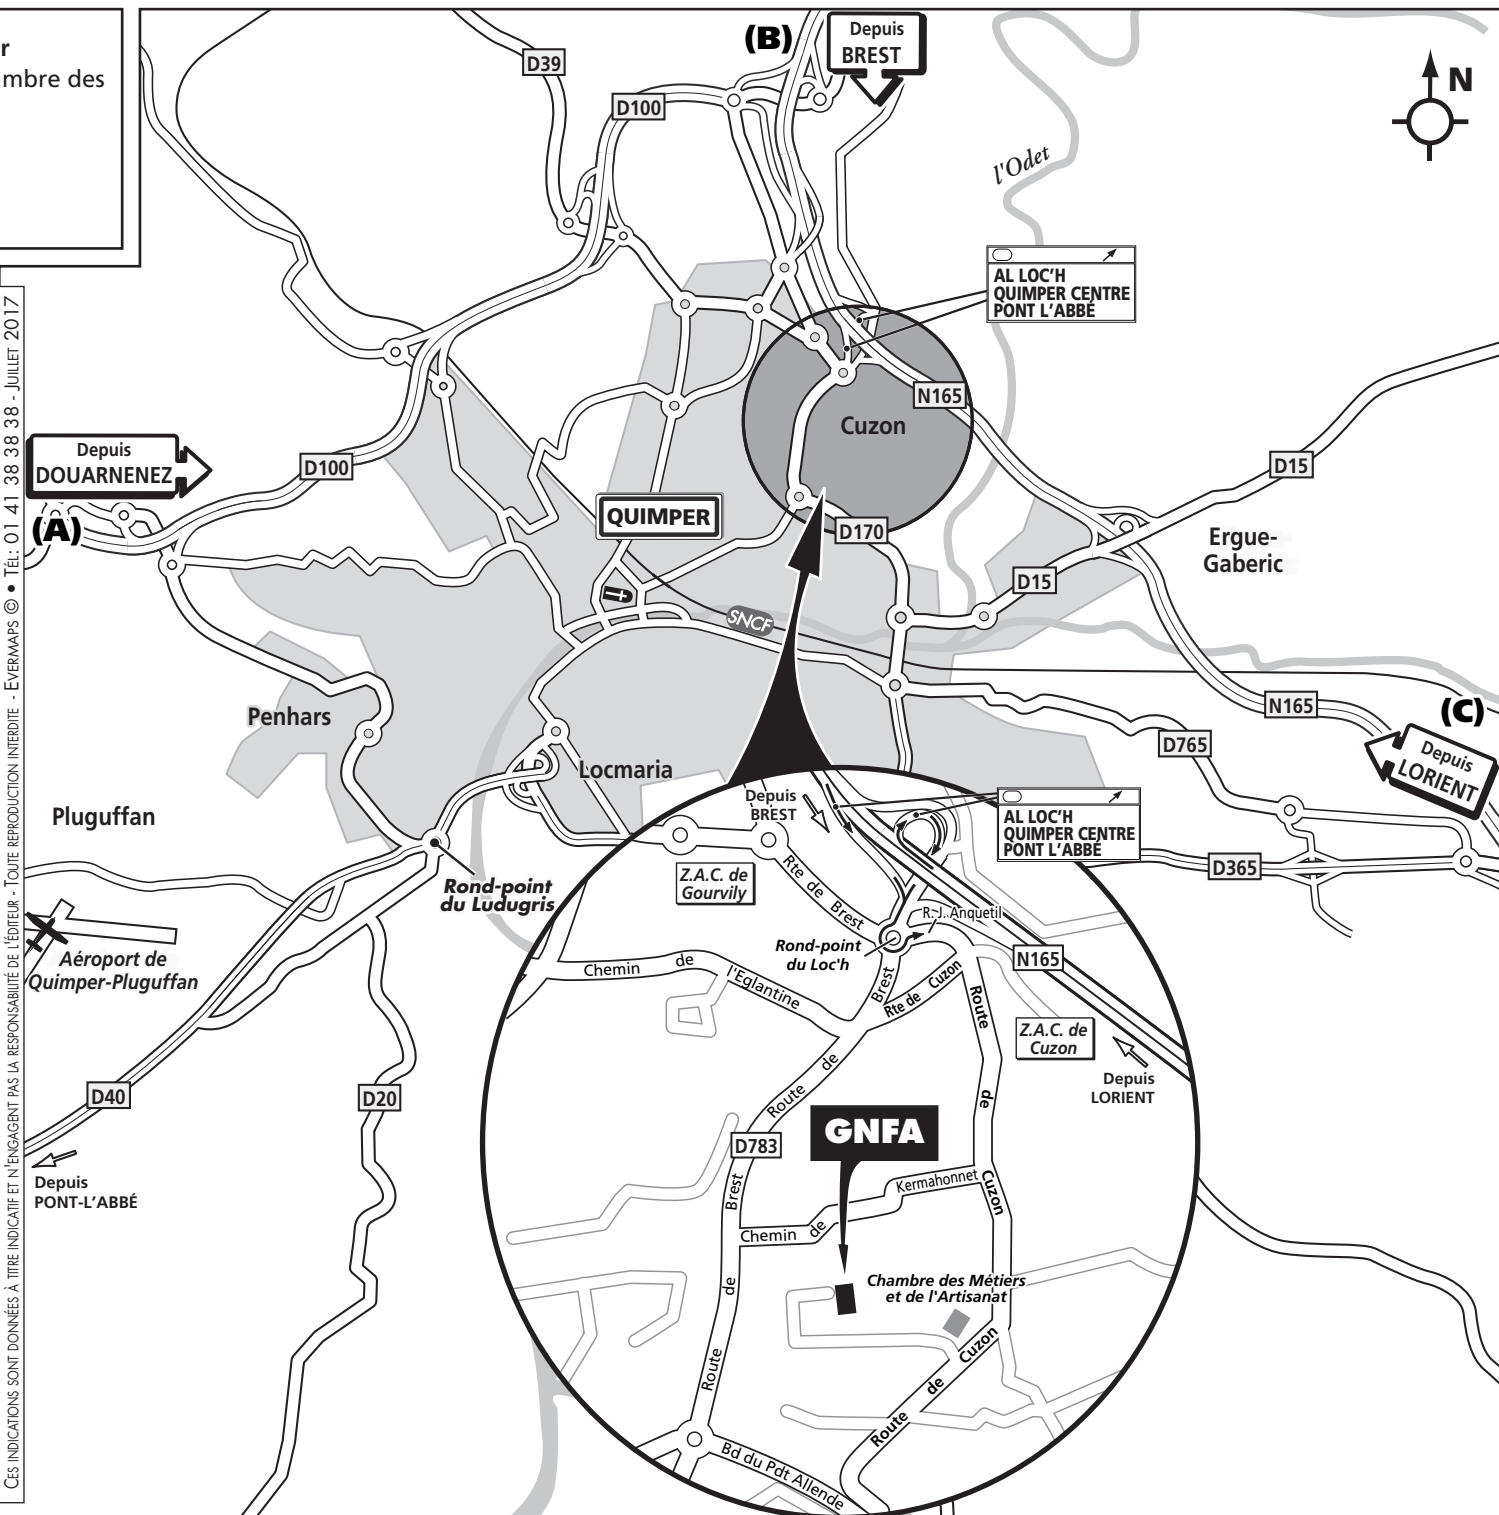 r
mbre des
(B)
Depuis
BREST
D39
D100
N
l'Odet
AL LOC'H
QUIMPER CENTRE
PONT L'ABBÉ
N165
Cuzon
Depuis
DOUARNENEZ
(A)
D100
D15
QUIMPER
D170
Ergue-
Gaberic
D15
SNCF
Penhars
N165
(C)
Depuis
LORIENT
D765
Locmaria
Pluguffan
Depuis
BREST
AL LOC'H
QUIMPER CENTRE
PONT L'ABBÉ
D365
Z.A.C. de
Gourvily
Rte de Brest
R. J. Anquetil
Rond-point
du Ludugris
Rond-point
du Loc'h
N165
Aéroport de
Quimper-Pluguffan
Chemin de l'Eglantine
Brest
Rte de Cuzon
Route de Cuzon
Z.A.C. de
Cuzon
Depuis
LORIENT
Route de
D40
D20
GNFA
D783
Depuis
PONT-L'ABBÉ
Brest
Kermahonnet
Chemin de
de
Chambre des Métiers
et de l'Artisanat
Route
Route de Cuzon
Bd du Pdt Allende
CES INDICATIONS SONT DONNÉES À TITRE INDICATIF ET N'ENGAGENT PAS LA RESPONSABILITÉ DE L'ÉDITEUR - TOUTE REPRODUCTION INTERDITE - EVERMAPS © • TÉL: 01 41 38 38 38 - JUILLET 2017